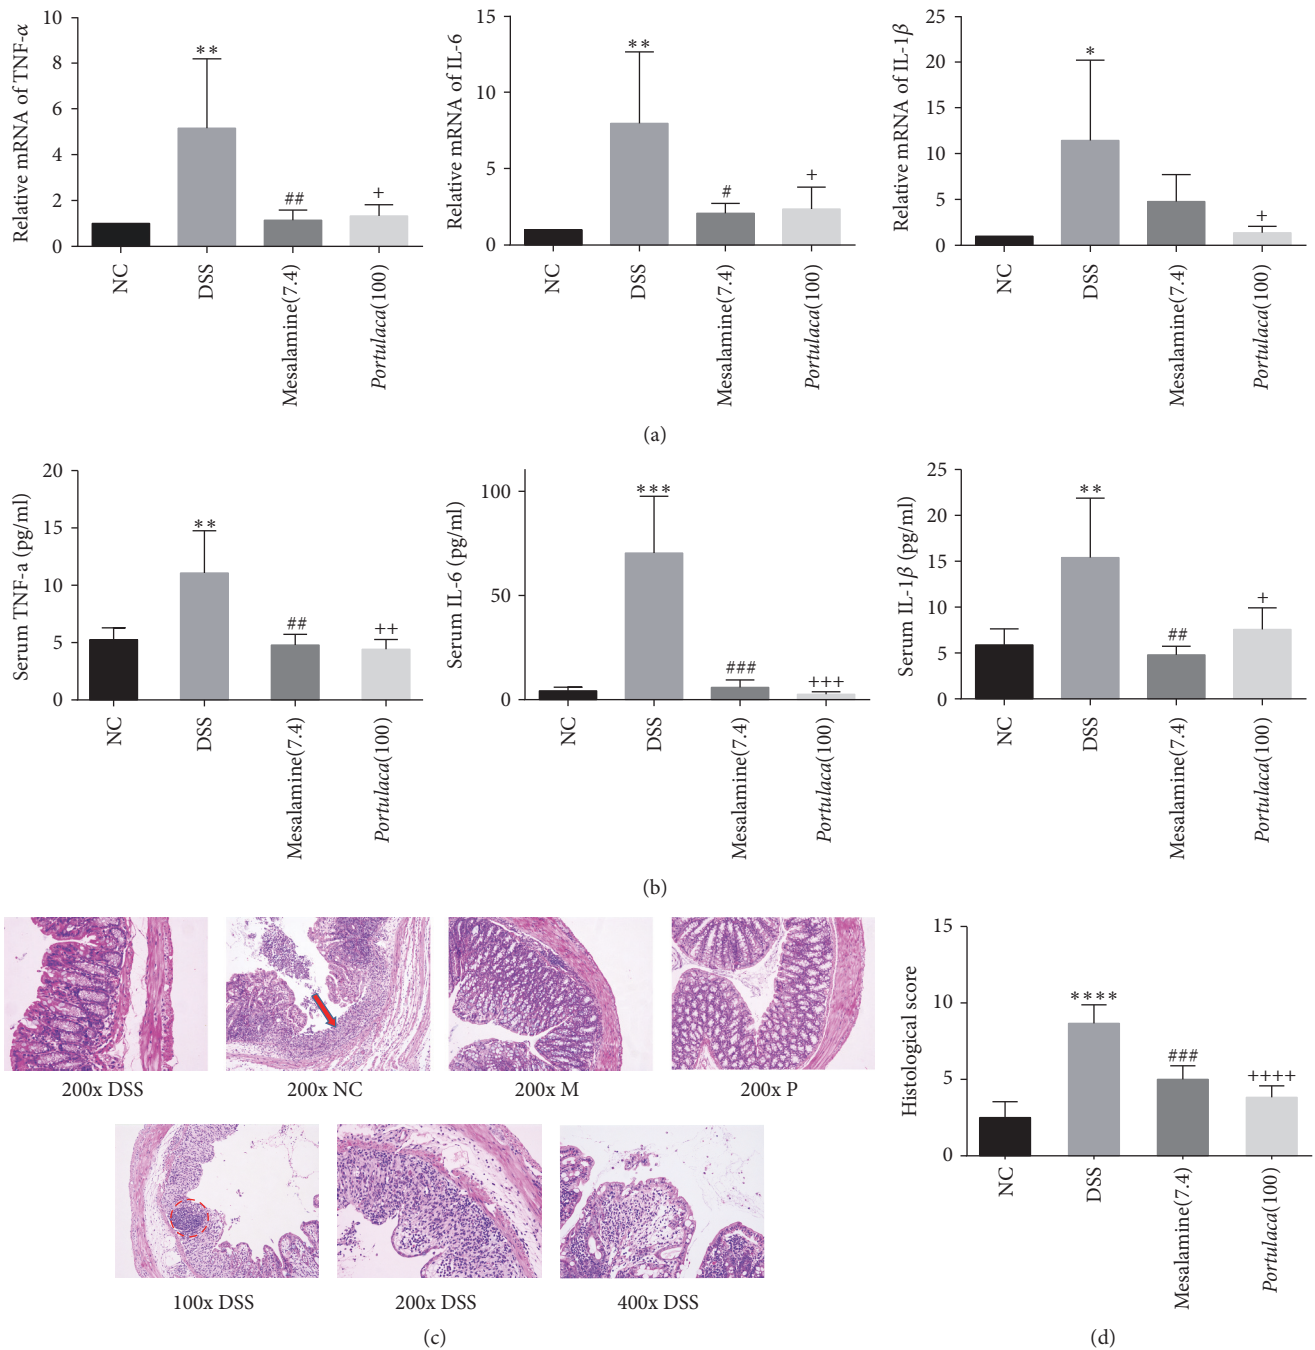 Relative mRNA of TNF-α
10
8
6
4
2
0
**
##
+
NC
DSS
Mesalamine(7.4)
Portulaca(100)
Relative mRNA of IL-6
15
10
5
0
**
#
+
NC
DSS
Mesalamine(7.4)
Portulaca(100)
Relative mRNA of IL-1β
25
20
15
10
5
0
*
+
NC
DSS
Mesalamine(7.4)
Portulaca(100)
(a)
Serum TNF-a (pg/ml)
20
15
10
5
0
**
##
++
NC
DSS
Mesalamine(7.4)
Portulaca(100)
Serum IL-6 (pg/ml)
100
50
0
***
###
+++
NC
DSS
Mesalamine(7.4)
Portulaca(100)
Serum IL-1β (pg/ml)
25
20
15
10
5
0
**
##
+
NC
DSS
Mesalamine(7.4)
Portulaca(100)
(b)
200x DSS
200x NC
200x M
200x P
100x DSS
200x DSS
400x DSS
(c)
Histological score
15
10
5
0
****
###
++++
NC
DSS
Mesalamine(7.4)
Portulaca(100)
(d)